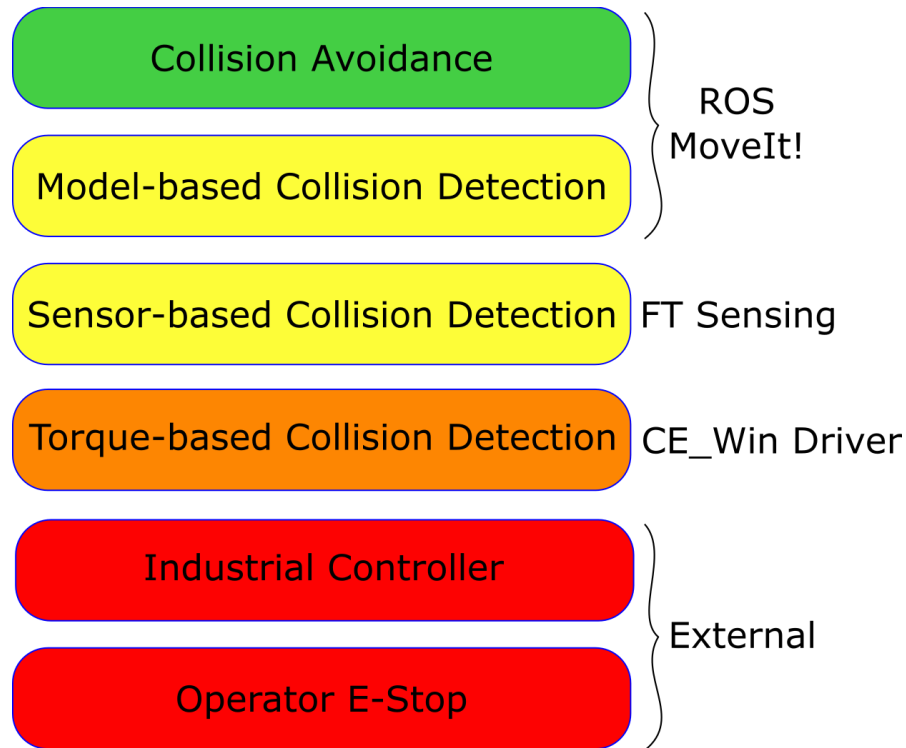 Collision Avoidance
ROS
MoveIt!
Model-based Collision Detection
Sensor-based Collision Detection
FT Sensing
Torque-based Collision Detection
CE_Win Driver
Industrial Controller
External
Operator E-Stop